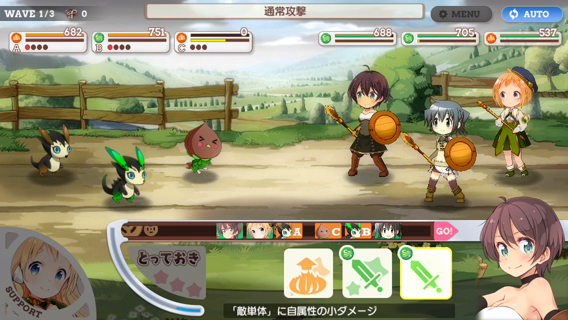 WAVE 1/3 0
通常攻撃
MENU
AUTO
682
A
751
B
0
C
688
705
537
A C B GO!
SUPPORT
とっておき
「敵単体」に自属性の小ダメージ